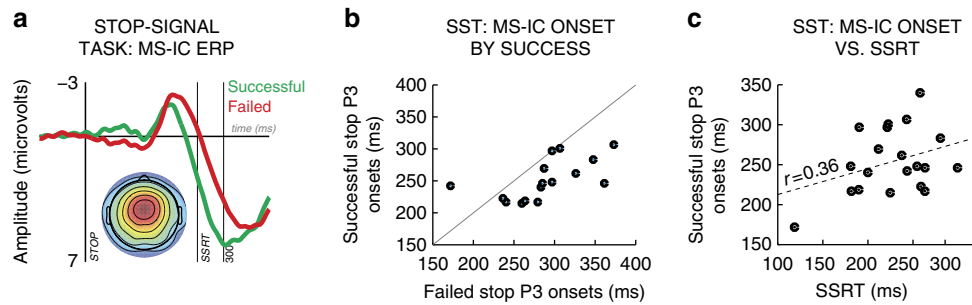 a
STOP-SIGNAL
TASK: MS-IC ERP
Amplitude (microvolts)
–3
7
Successful
Failed
time (ms)
STOP
SSRT
300
b
SST: MS-IC ONSET
BY SUCCESS
Successful stop P3
onsets (ms)
400
350
300
250
200
150
150 200 250 300 350 400
Failed stop P3 onsets (ms)
c
SST: MS-IC ONSET
VS. SSRT
Successful stop P3
onsets (ms)
350
300
250
200
150
r=0.36
100 150 200 250 300
SSRT (ms)